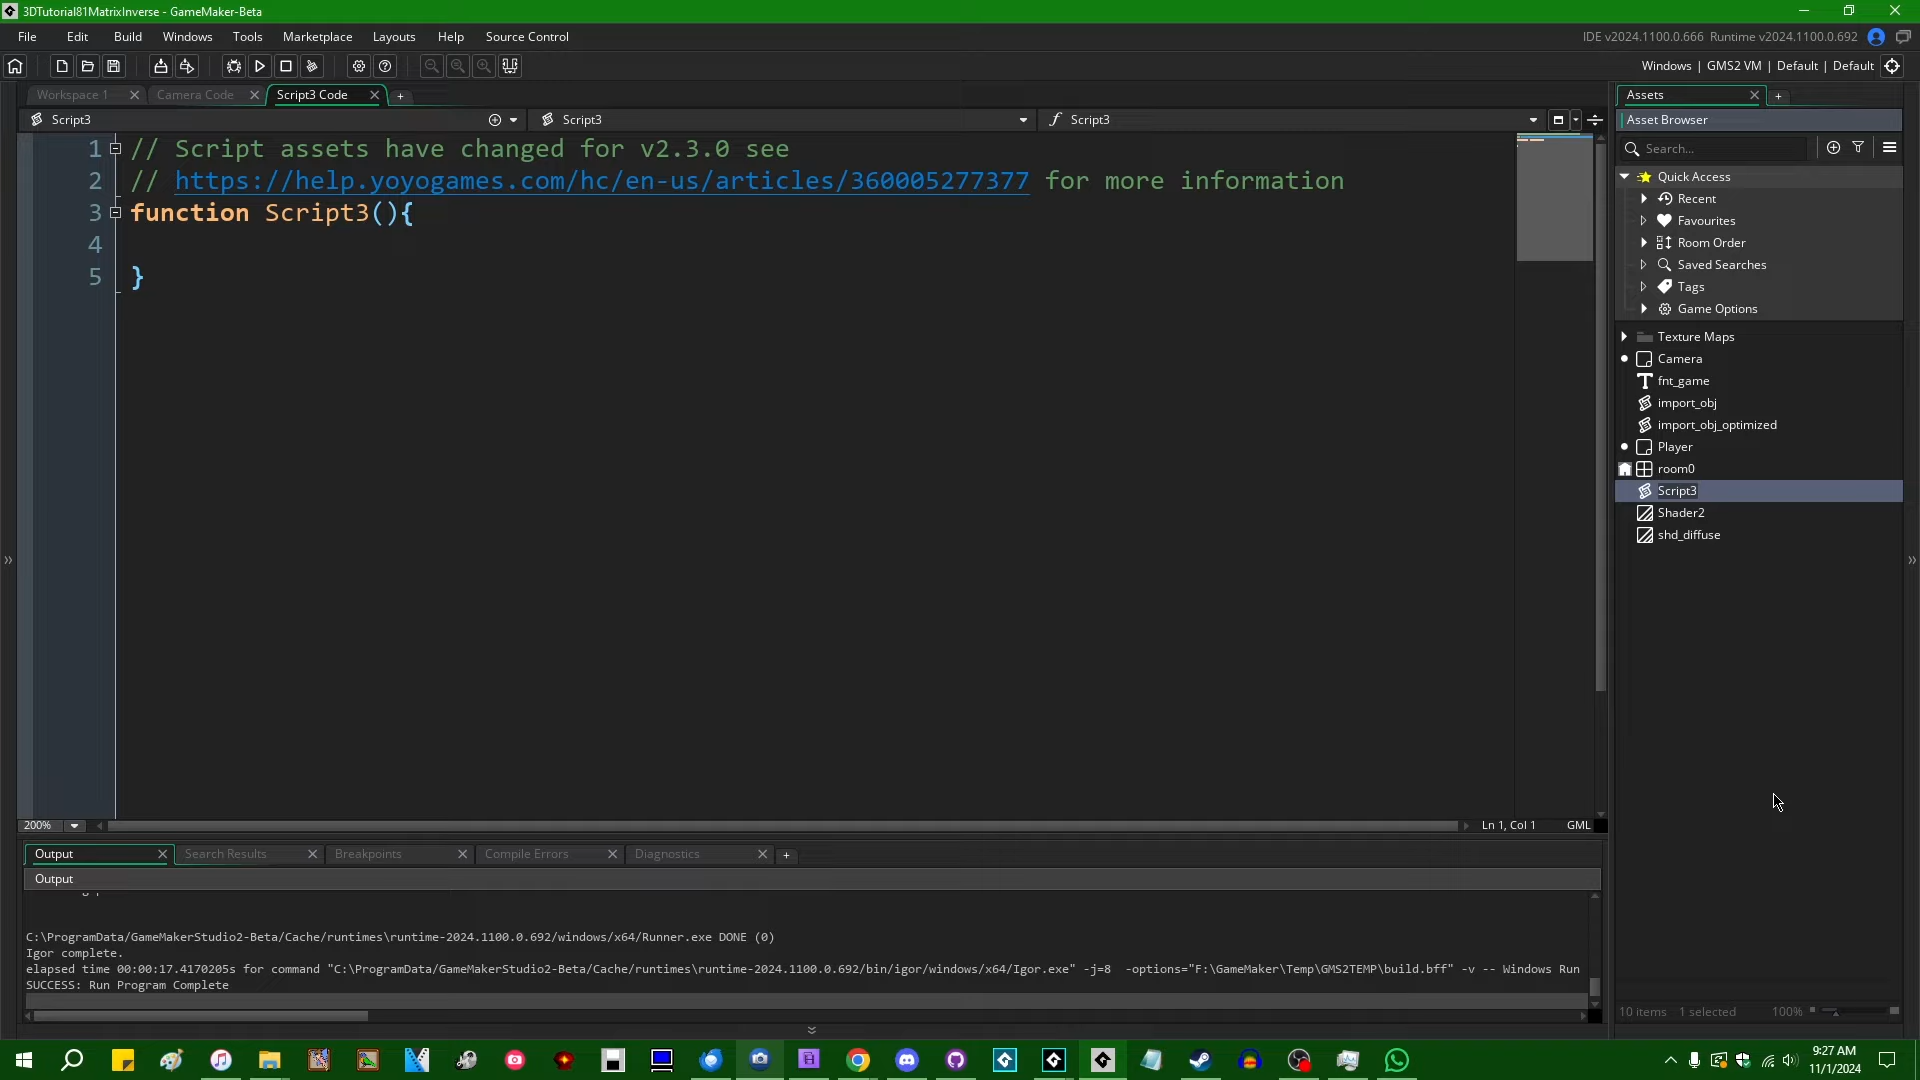 3DTutorial81MatrixInverse - GameMaker-Beta
File Edit Build Windows Tools Marketplace Layouts Help Source Control
IDE v2024.1100.0.666 Runtime v2024.1100.0.692
Windows | GMS2 VM | Default | Default
Workspace 1 Camera Code Script3 Code
Script3 Script3 Script3
1 // Script assets have changed for v2.3.0 see
2 // https://help.yoyogames.com/hc/en-us/articles/360005277377 for more information
3 function Script3(){
4
5 }
200% Ln 1, Col 1 GML
Assets
Asset Browser
Search...
Quick Access
Recent
Favourites
Room Order
Saved Searches
Tags
Game Options
Texture Maps
Camera
fnt_game
import_obj
import_obj_optimized
Player
room0
Script3
Shader2
shd_diffuse
10 items 1 selected 100%
Output Search Results Breakpoints Compile Errors Diagnostics
Output
C:\ProgramData/GameMakerStudio2-Beta/Cache/runtimes\runtime-2024.1100.0.692/windows/x64/Runner.exe DONE (0)
Igor complete.
elapsed time 00:00:17.4170205s for command "C:\ProgramData/GameMakerStudio2-Beta/Cache/runtimes\runtime-2024.1100.0.692/bin/igor/windows/x64/Igor.exe" -j=8 -options="F:\GameMaker\Temp\GMS2TEMP\build.bff" -v -- Windows Run
SUCCESS: Run Program Complete
9:27 AM
11/1/2024